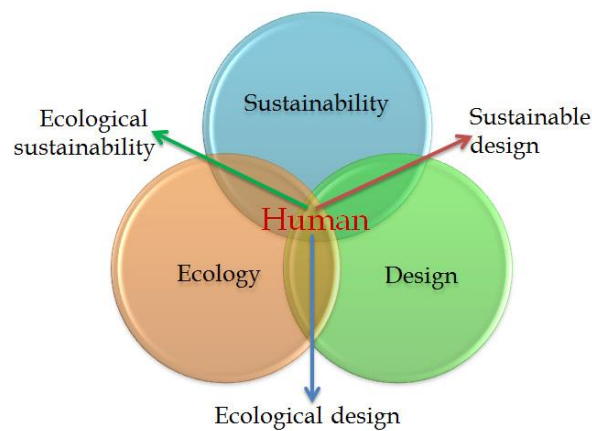 Sustainability
Ecological
sustainability
Sustainable
design
Human
Ecology
Design
Ecological design